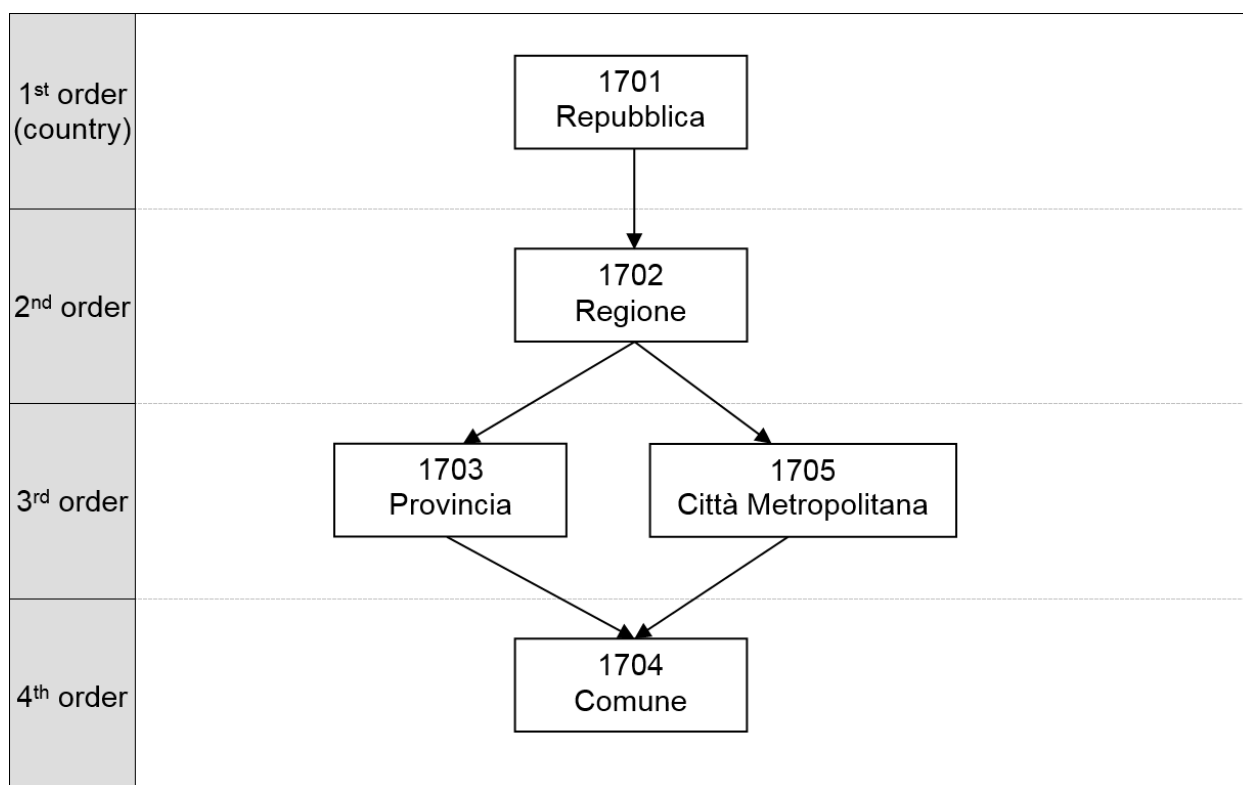 1st order
(country)
1701
Repubblica
2nd order
1702
Regione
3rd order
1703
Provincia
1705
Città Metropolitana
4th order
1704
Comune